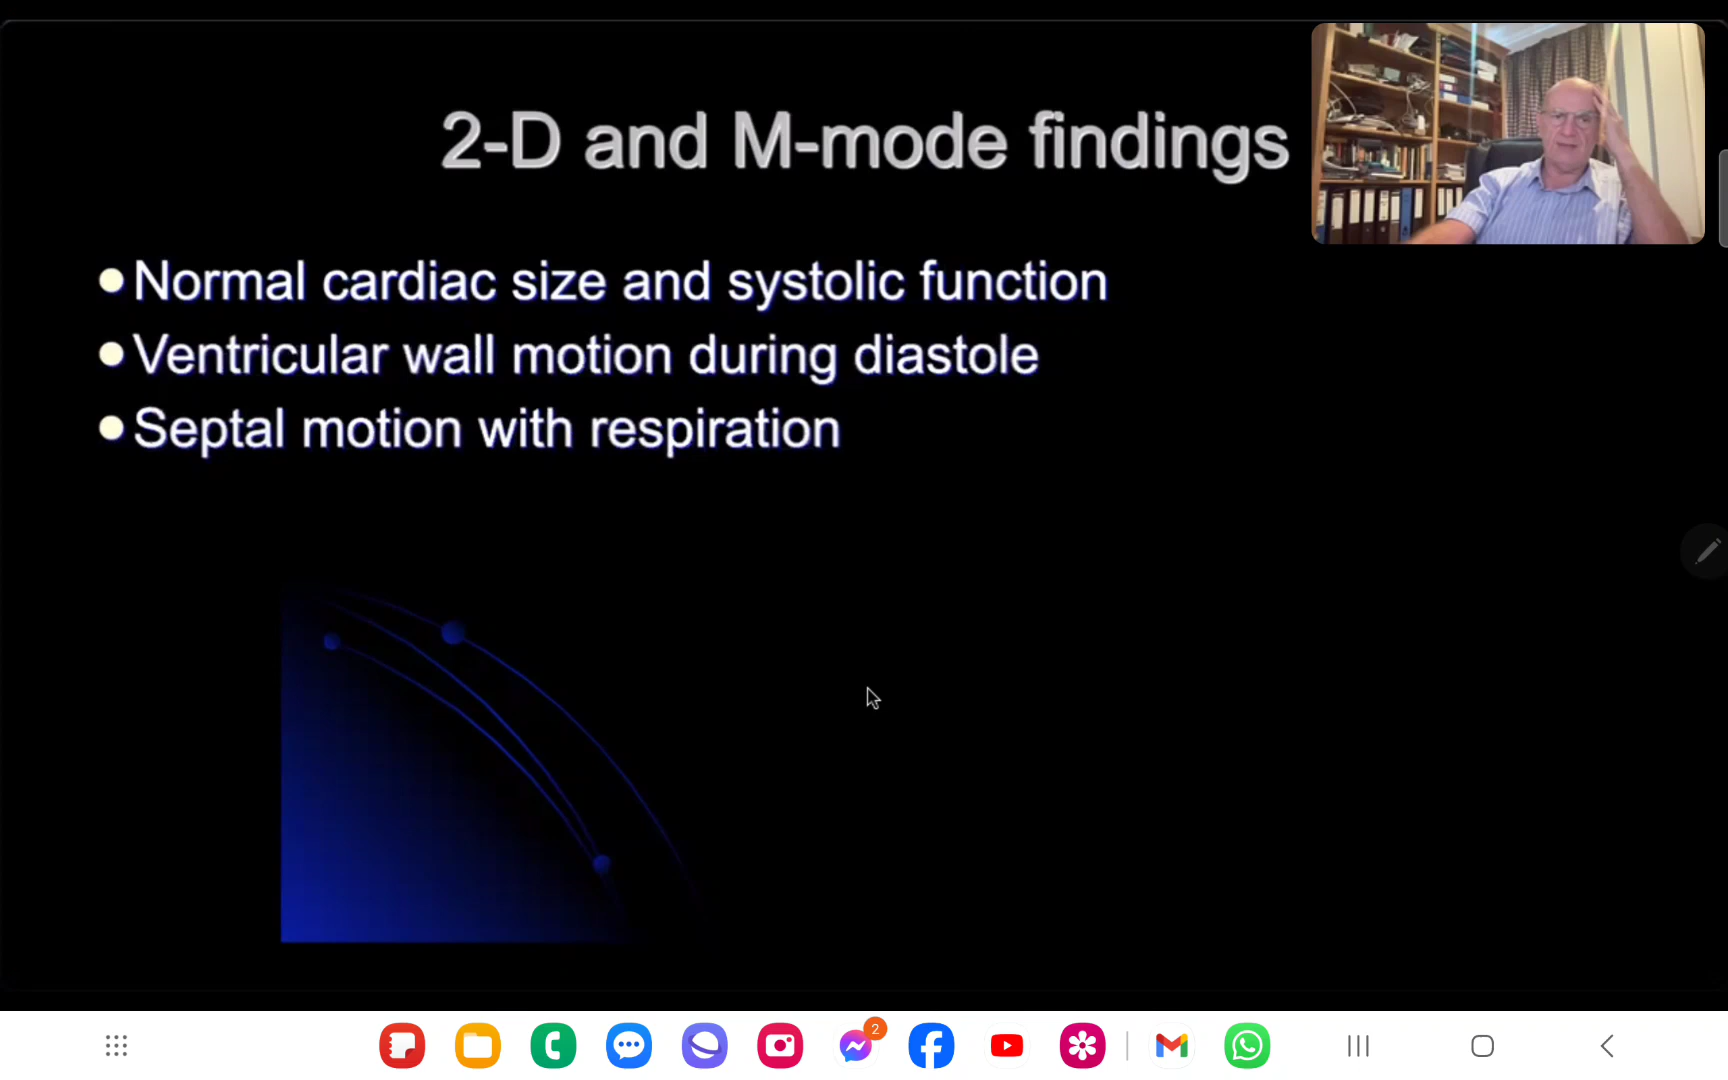 2-D and M-mode findings
Normal cardiac size and systolic function
Ventricular wall motion during diastole
Septal motion with respiration
2